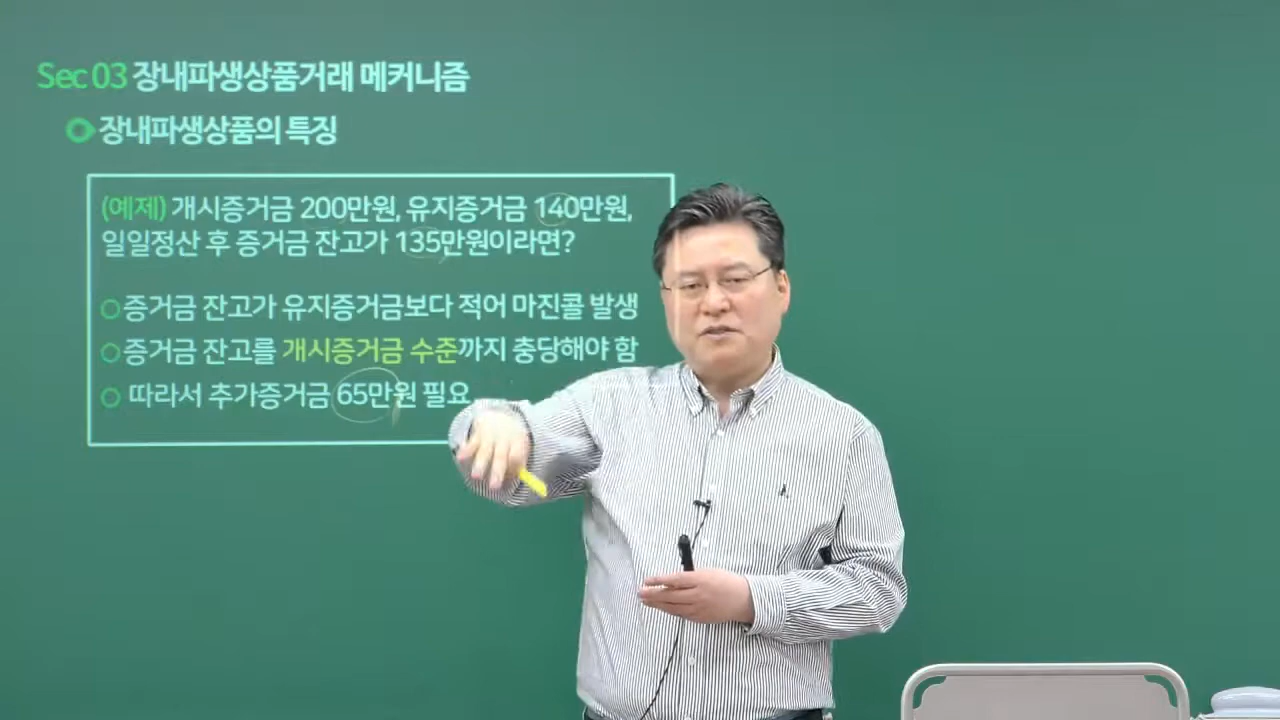 Sec 03 장내파생상품거래 메커니즘
장내파생상품의 특징
(예제) 개시증거금 200만원, 유지증거금 140만원,
일일정산 후 증거금 잔고가 135만원이라면?
증거금 잔고가 유지증거금보다 적어 마진콜 발생
증거금 잔고를 개시증거금 수준까지 충당해야 함
따라서 추가증거금 65만원 필요